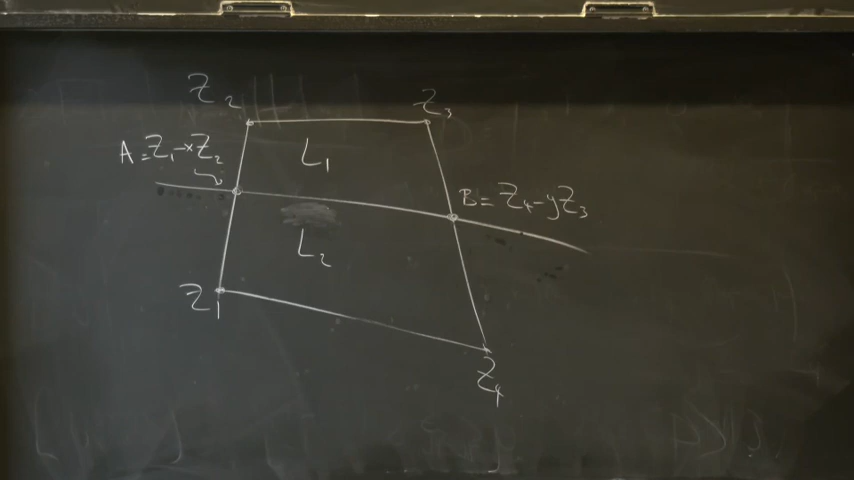 Z₂
Z₃
A = Z₁-xZ₂
L₁
B = Z₄-yZ₃
L₂
Z₁
Z₄